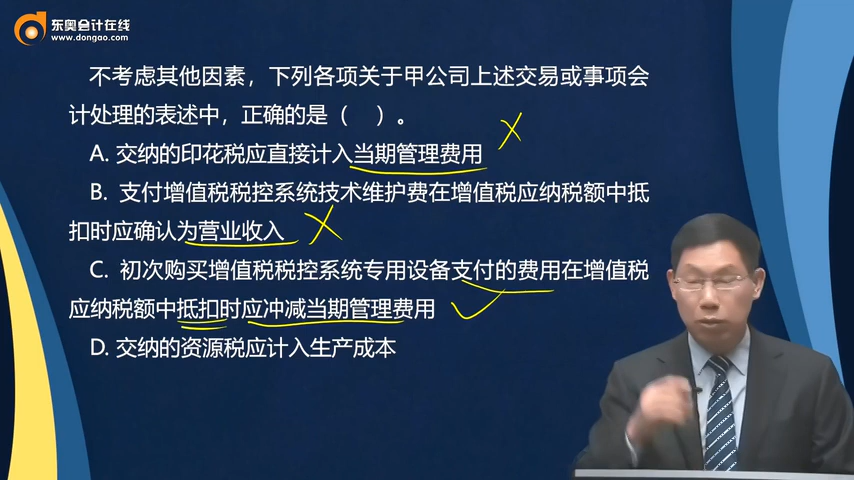 东奥会计在线
www.dongao.com
不考虑其他因素，下列各项关于甲公司上述交易或事项会
计处理的表述中，正确的是（ ）。
A. 交纳的印花税应直接计入当期管理费用
B. 支付增值税税控系统技术维护费在增值税应纳税额中抵
扣时应确认为营业收入
C. 初次购买增值税税控系统专用设备支付的费用在增值税
应纳税额中抵扣时应冲减当期管理费用
D. 交纳的资源税应计入生产成本